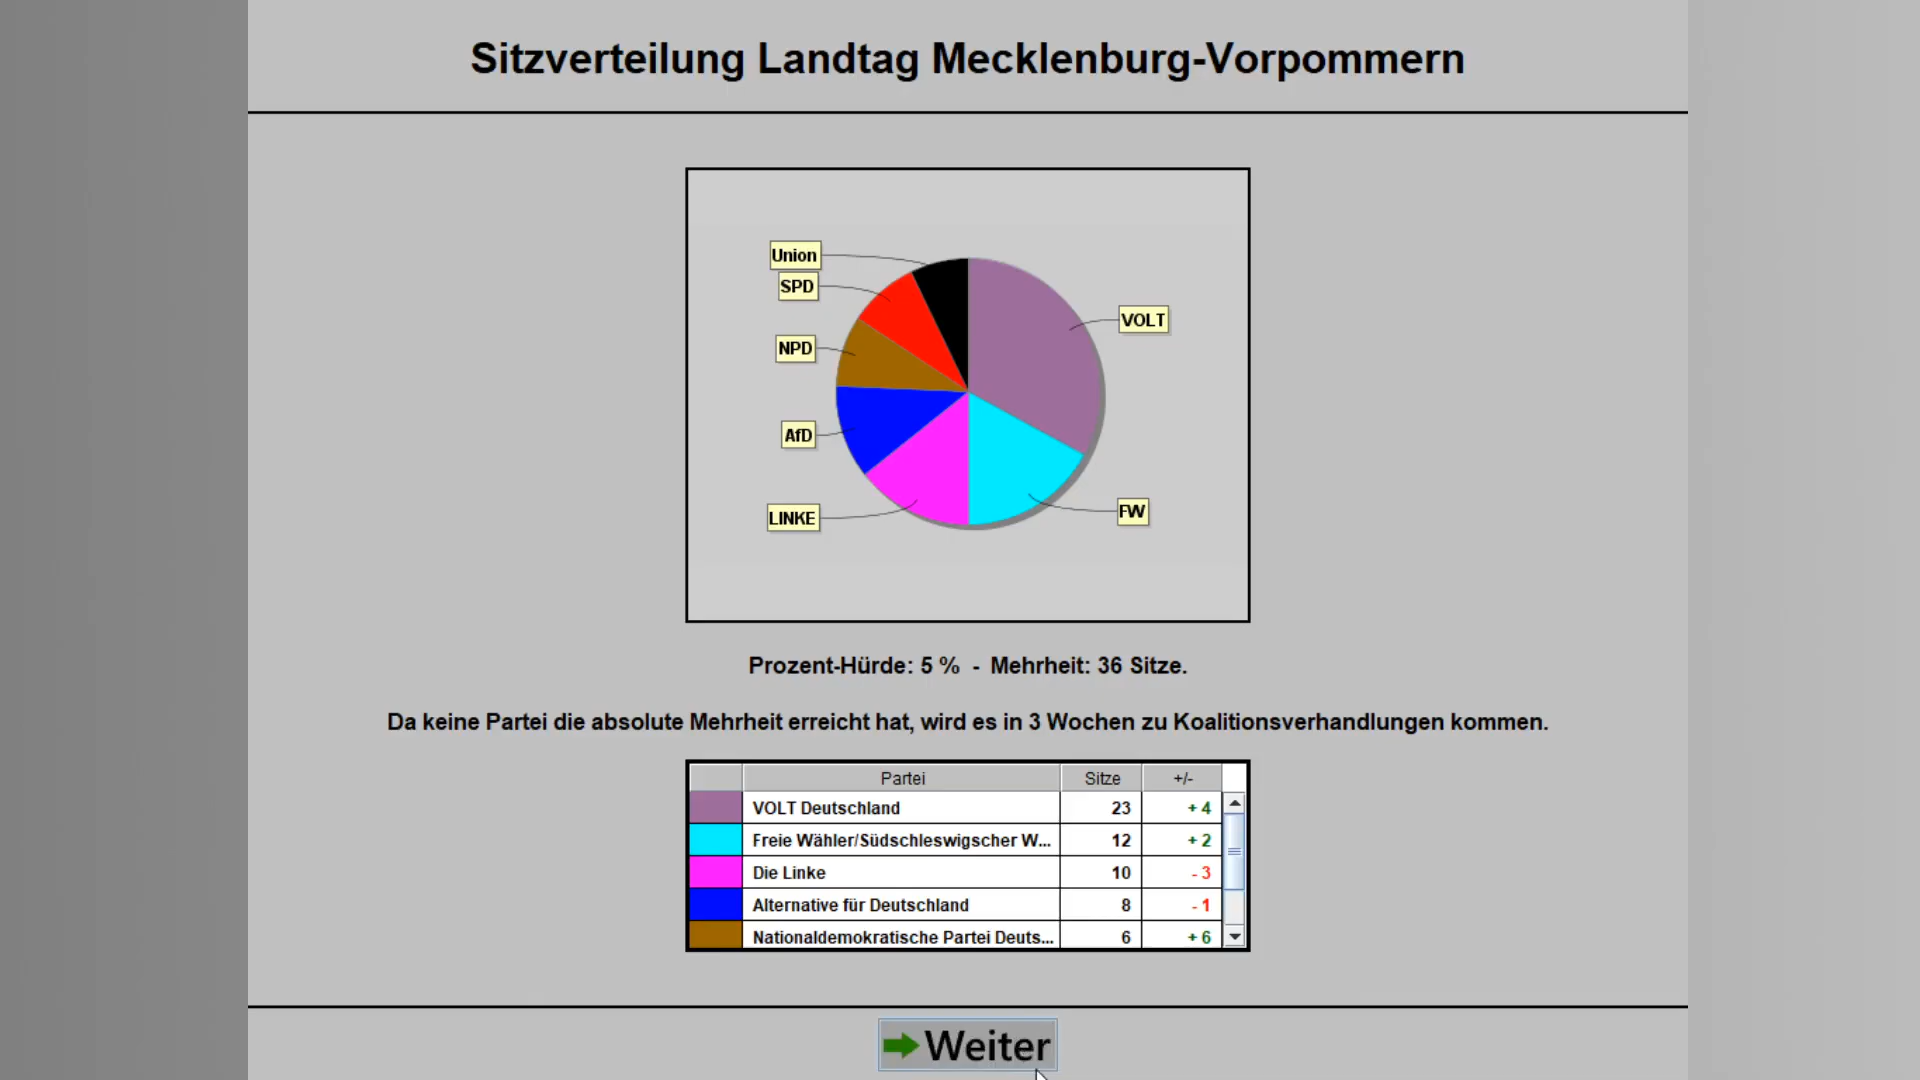 Sitzverteilung Landtag Mecklenburg-Vorpommern
Union
SPD
VOLT
NPD
AfD
FW
LINKE
Prozent-Hürde: 5 % - Mehrheit: 36 Sitze.
Da keine Partei die absolute Mehrheit erreicht hat, wird es in 3 Wochen zu Koalitionsverhandlungen kommen.
Partei Sitze +/-
VOLT Deutschland 23 + 4
Freie Wähler/Südschleswigscher W... 12 + 2
Die Linke 10 - 3
Alternative für Deutschland 8 - 1
Nationaldemokratische Partei Deuts... 6 + 6
Weiter